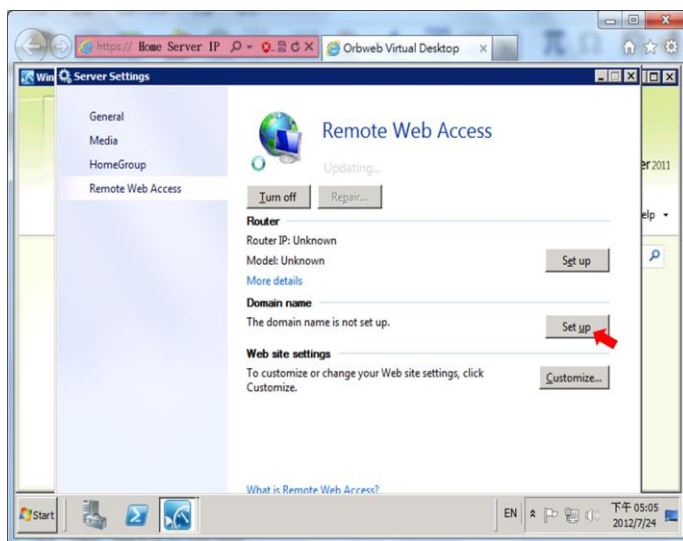 https:// Home Server IP
Orbweb Virtual Desktop
Win
Server Settings
General
Media
HomeGroup
Remote Web Access
Remote Web Access
Updating...
Turn off
Repair...
Router
Router IP: Unknown
Model: Unknown
Set up
More details
Domain name
The domain name is not set up.
Set up
Web site settings
To customize or change your Web site settings, click
Customize.
Customize...
What is Remote Web Access?
er 2011
elp
Start
EN
下午 05:05
2012/7/24